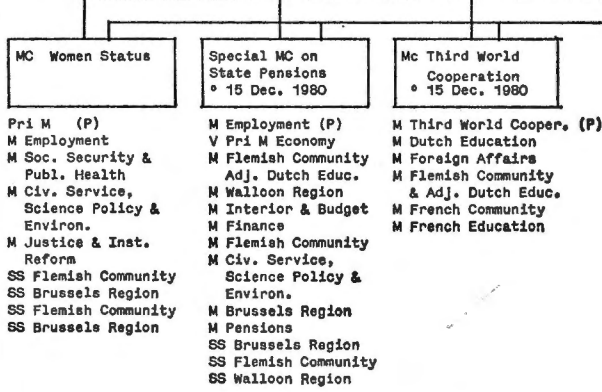 MC Women Status
Special MC on
State Pensions
° 15 Dec. 1980
Mc Third World
Cooperation
° 15 Dec. 1980
Pri M (P)
M Employment
M Soc. Security &
Publ. Health
M Civ. Service,
Science Policy &
Environ.
M Justice & Inst.
Reform
SS Flemish Community
SS Brussels Region
SS Flemish Community
SS Brussels Region
M Employment (P)
V Pri M Economy
M Flemish Community
Adj. Dutch Educ.
M Walloon Region
M Interior & Budget
M Finance
M Flemish Community
M Civ. Service,
Science Policy &
Environ.
M Brussels Region
M Pensions
SS Brussels Region
SS Flemish Community
SS Walloon Region
M Third World Cooper. (P)
M Dutch Education
M Foreign Affairs
M Flemish Community
& Adj. Dutch Educ.
M French Community
M French Education